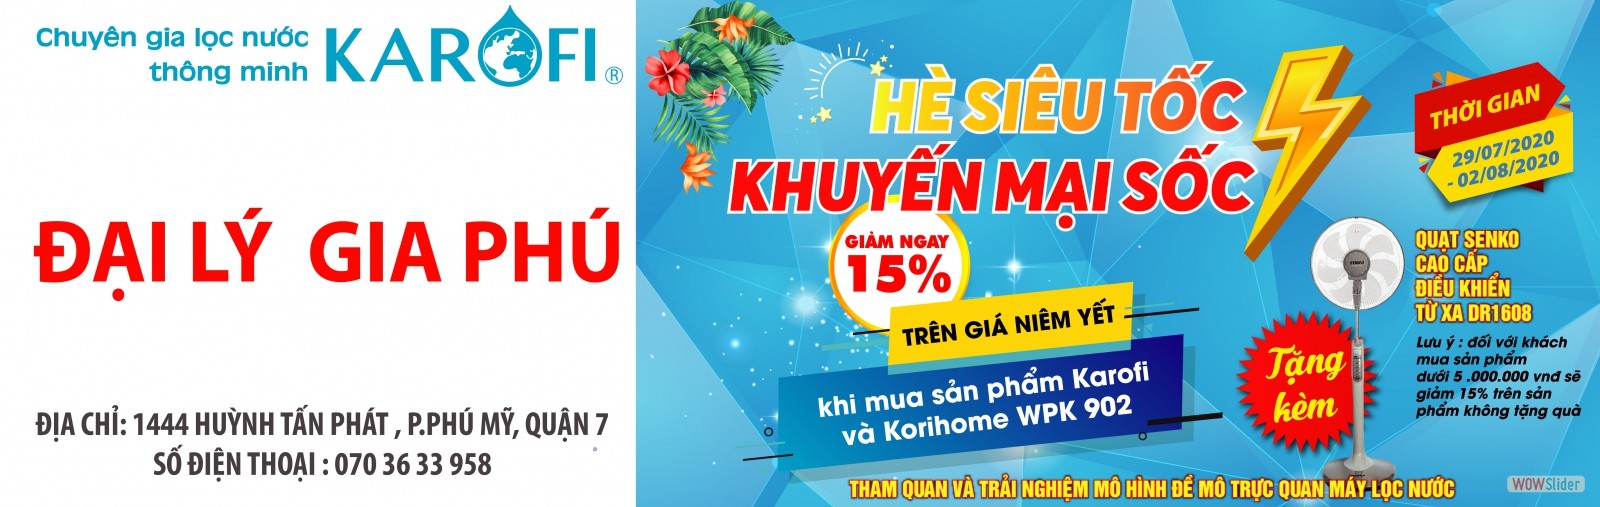 Chuyên gia lọc nước
thông minh
KAROFI®
ĐẠI LÝ GIA PHÚ
ĐỊA CHỈ: 1444 HUỲNH TẤN PHÁT , P.PHÚ MỸ, QUẬN 7
SỐ ĐIỆN THOẠI : 070 36 33 958
HÈ SIÊU TỐC
KHUYẾN MẠI SỐC
THỜI GIAN
29/07/2020
- 02/08/2020
GIẢM NGAY
15%
TRÊN GIÁ NIÊM YẾT
khi mua sản phẩm Karofi
và Korihome WPK 902
Tặng
kèm
QUẠT SENKO
CAO CẤP
ĐIỀU KHIỂN
TỪ XA DR1608
Lưu ý : đối với khách
mua sản phẩm
dưới 5 .000.000 vnđ sẽ
giảm 15% trên sản
phẩm không tặng quà
THAM QUAN VÀ TRẢI NGHIỆM MÔ HÌNH ĐỀ MÔ TRỰC QUAN MÁY LỌC NƯỚC
WOWSlider